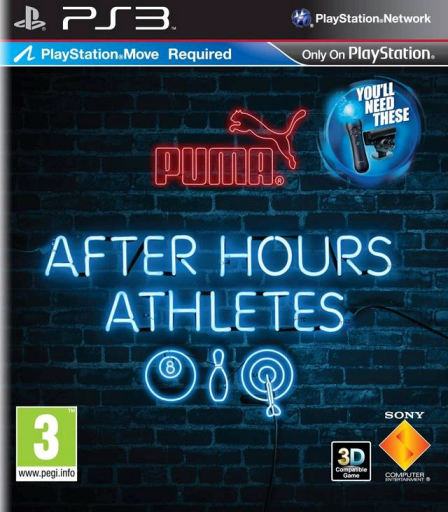 PS3
PlayStation®Network
PlayStation®Move Required
Only On PlayStation®
YOU'LL
NEED
THESE
PUMA®
AFTER HOURS
ATHLETES
8
3
www.pegi.info
3D
Compatible
Game
SONY
COMPUTER
ENTERTAINMENT®